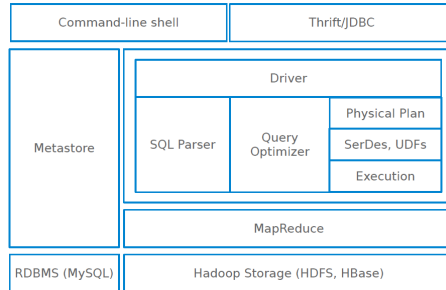 Command-line shell
Thrift/JDBC
Metastore
Driver
SQL Parser
Query
Optimizer
Physical Plan
SerDes, UDFs
Execution
MapReduce
RDBMS (MySQL)
Hadoop Storage (HDFS, HBase)